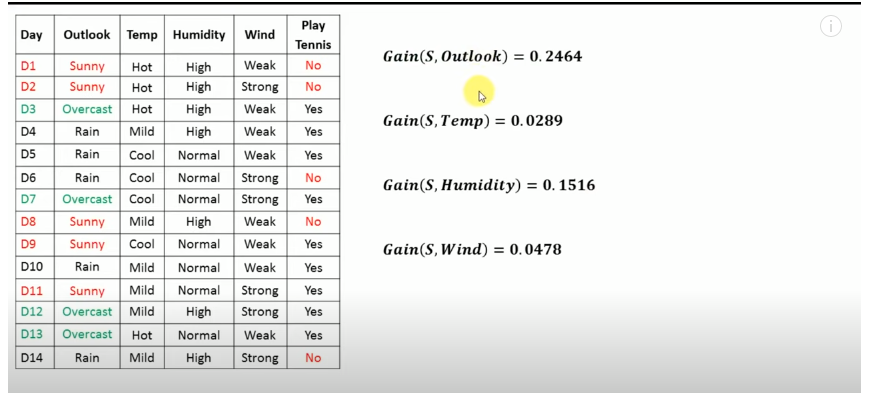 Day Outlook Temp Humidity Wind Play Tennis
D1 Sunny Hot High Weak No
D2 Sunny Hot High Strong No
D3 Overcast Hot High Weak Yes
D4 Rain Mild High Weak Yes
D5 Rain Cool Normal Weak Yes
D6 Rain Cool Normal Strong No
D7 Overcast Cool Normal Strong Yes
D8 Sunny Mild High Weak No
D9 Sunny Cool Normal Weak Yes
D10 Rain Mild Normal Weak Yes
D11 Sunny Mild Normal Strong Yes
D12 Overcast Mild High Strong Yes
D13 Overcast Hot Normal Weak Yes
D14 Rain Mild High Strong No
Gain(S, Outlook) = 0.2464
Gain(S, Temp) = 0.0289
Gain(S, Humidity) = 0.1516
Gain(S, Wind) = 0.0478
i